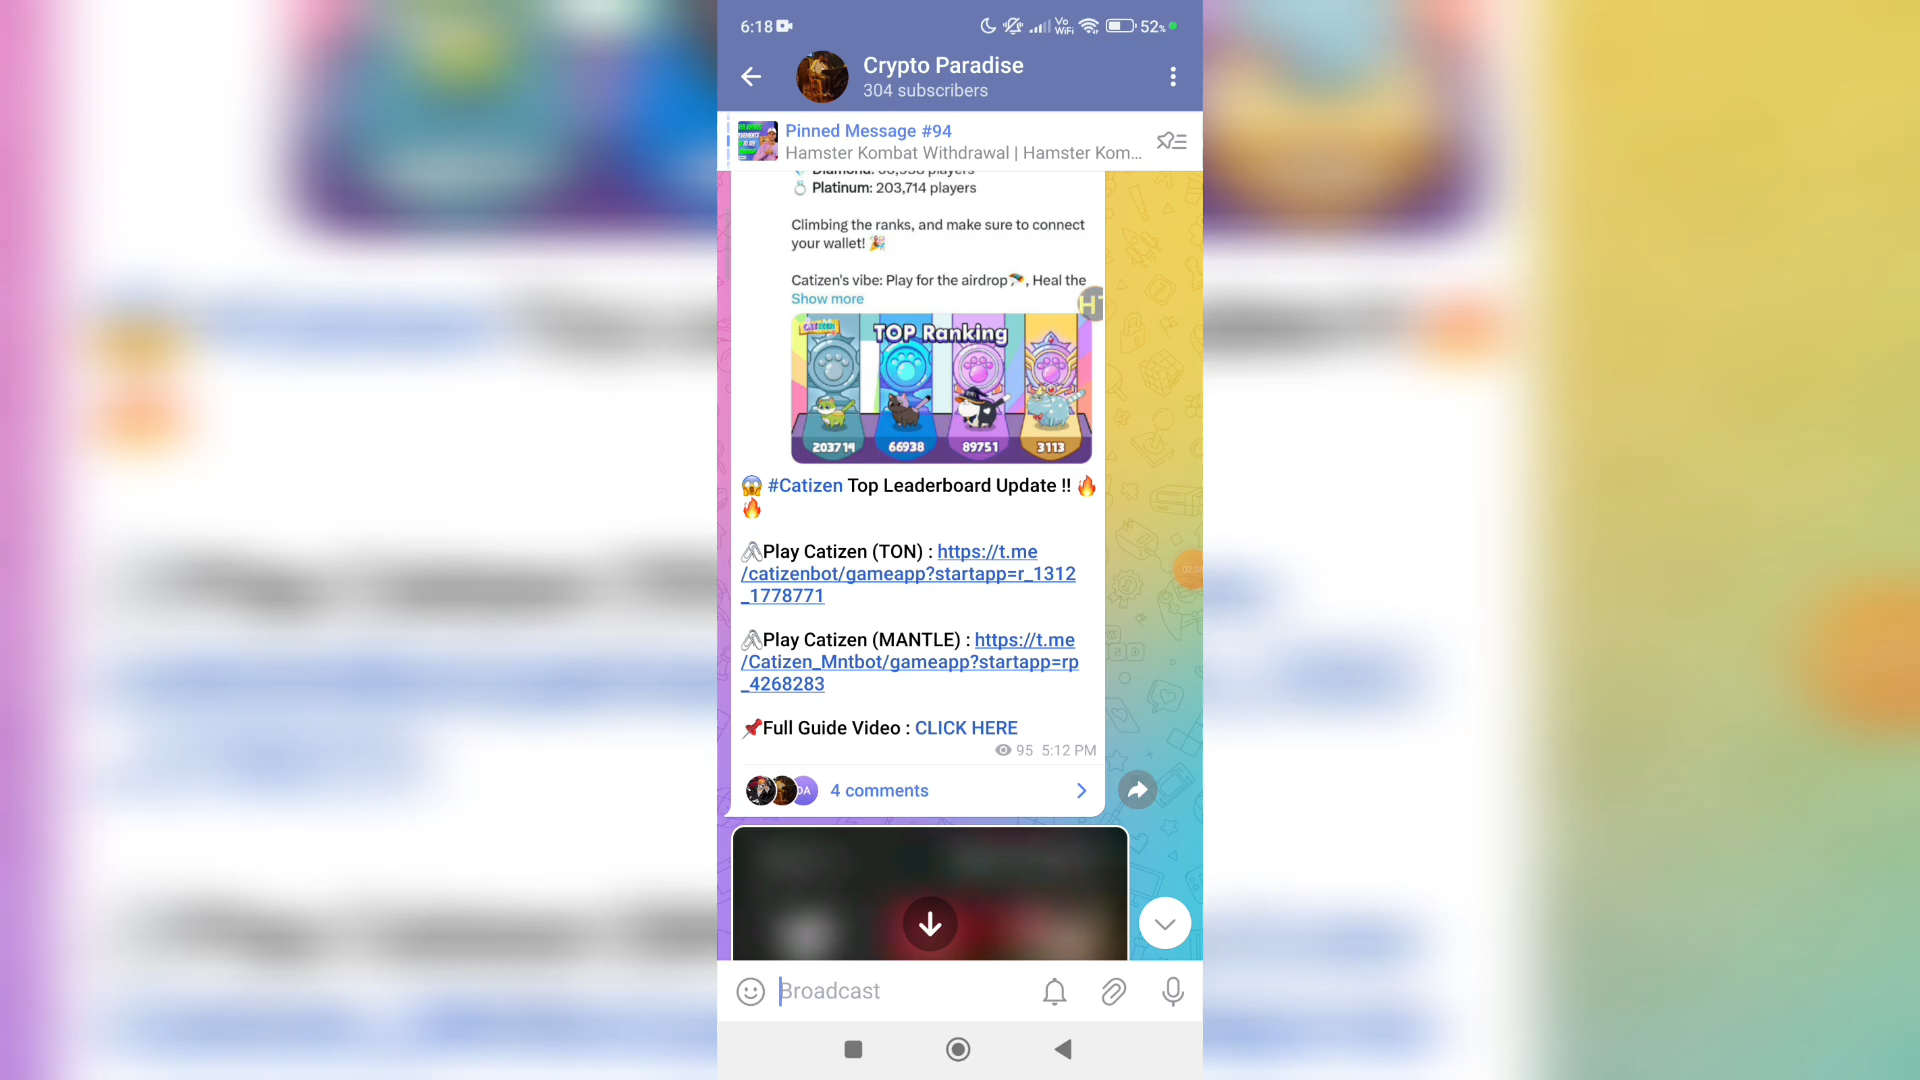 6:18
Vo
WiFi
52%
Crypto Paradise
304 subscribers
Pinned Message #94
Hamster Kombat Withdrawal | Hamster Kom...
Platinum: 203,714 players
Climbing the ranks, and make sure to connect
your wallet! 🎉
Catizen's vibe: Play for the airdrop🪂, Heal the
Show more
CATIZEN
TOP Ranking
203714
66938
89751
3113
😱 #Catizen Top Leaderboard Update !! 🔥
🔥
🖇Play Catizen (TON) : https://t.me
/catizenbot/gameapp?startapp=r_1312
_1778771
🖇Play Catizen (MANTLE) : https://t.me
/Catizen_Mntbot/gameapp?startapp=rp
_4268283
📌Full Guide Video : CLICK HERE
95 5:12 PM
DA
4 comments
Broadcast